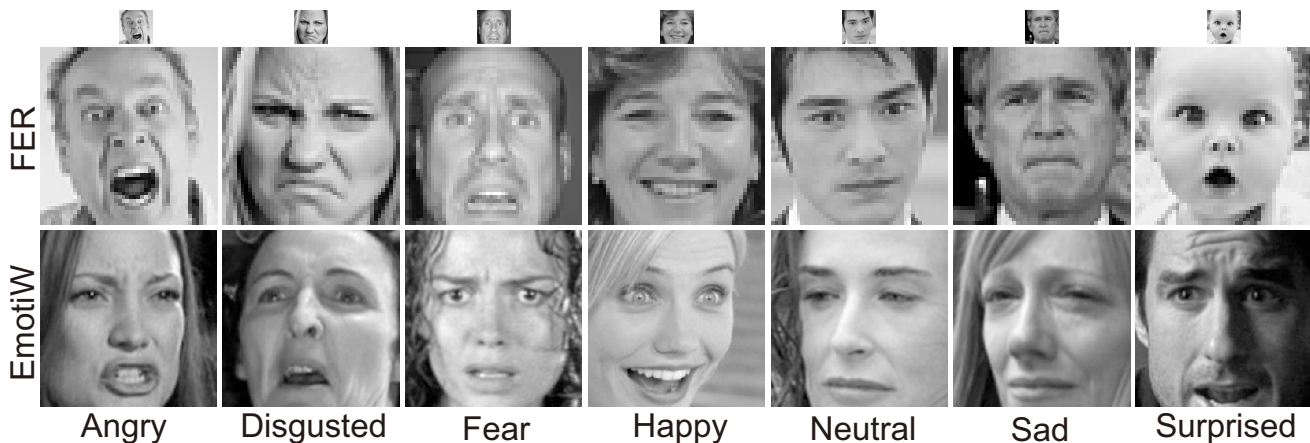 FER
EmotiW
Angry
Disgusted
Fear
Happy
Neutral
Sad
Surprised